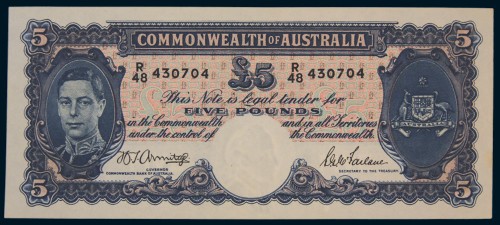 5 COMMONWEALTH OF AUSTRALIA 5
R/48 430704 £5 R/48 430704
This Note is legal tender for
FIVE POUNDS
in the Commonwealth and in all Territories
under the control of the Commonwealth.
AUSTRALIA
GOVERNOR
COMMONWEALTH BANK OF AUSTRALIA
SECRETARY TO THE TREASURY
5 5